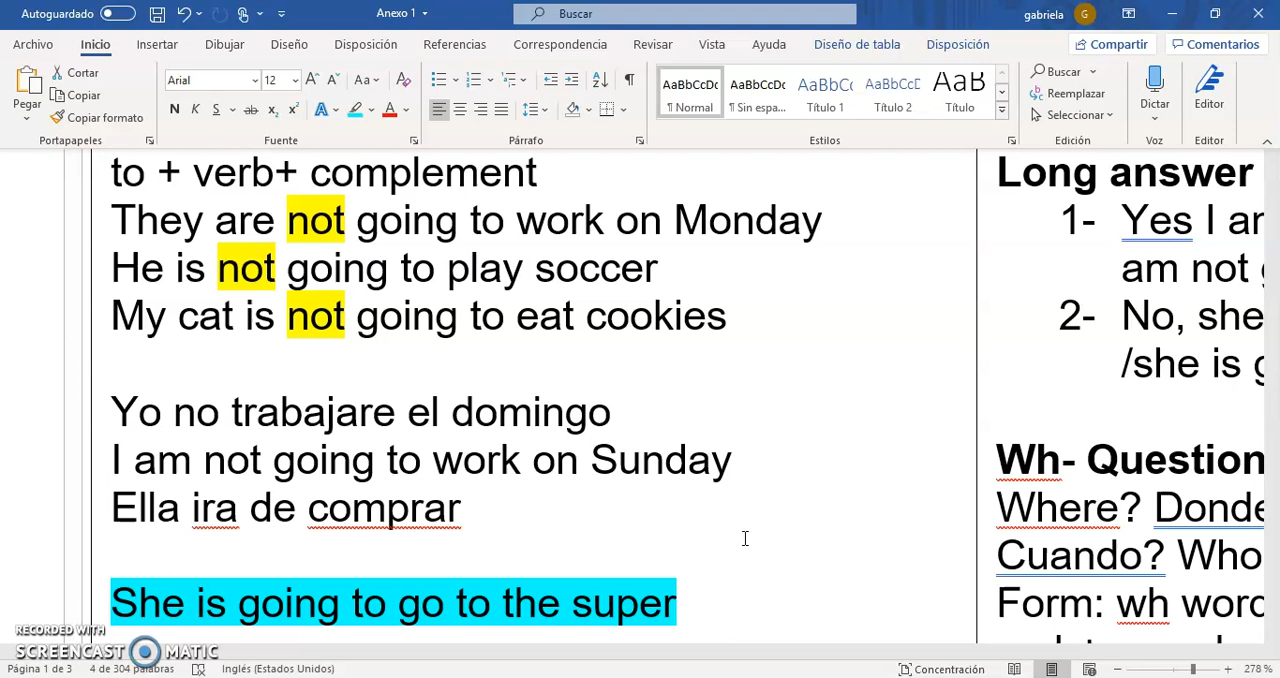 Autoguardado
Anexo 1
Buscar
gabriela
G
Archivo Inicio Insertar Dibujar Diseño Disposición Referencias Correspondencia Revisar Vista Ayuda Diseño de tabla Disposición
Compartir Comentarios
Pegar
Cortar
Copiar
Copiar formato
Portapapeles
Arial 12
N K S ab x₂ x²
Fuente
Párrafo
AaBbCcDc AaBbCcDc AaBbCc AaBbCcD AaB
¶ Normal ¶ Sin espa... Título 1 Título 2 Título
Estilos
Buscar
Reemplazar
Seleccionar
Edición
Dictar
Voz
Editor
Editor
to + verb+ complement
They are not going to work on Monday
He is not going to play soccer
My cat is not going to eat cookies
Yo no trabajare el domingo
I am not going to work on Sunday
Ella ira de comprar
She is going to go to the super
Long answer
1- Yes I ar
am not g
2- No, she
/she is g
Wh- Question
Where? Donde
Cuando? Who
Form: wh word
RECORDED WITH
SCREENCAST MATIC
Página 1 de 3 4 de 304 palabras Inglés (Estados Unidos) Concentración 278 %